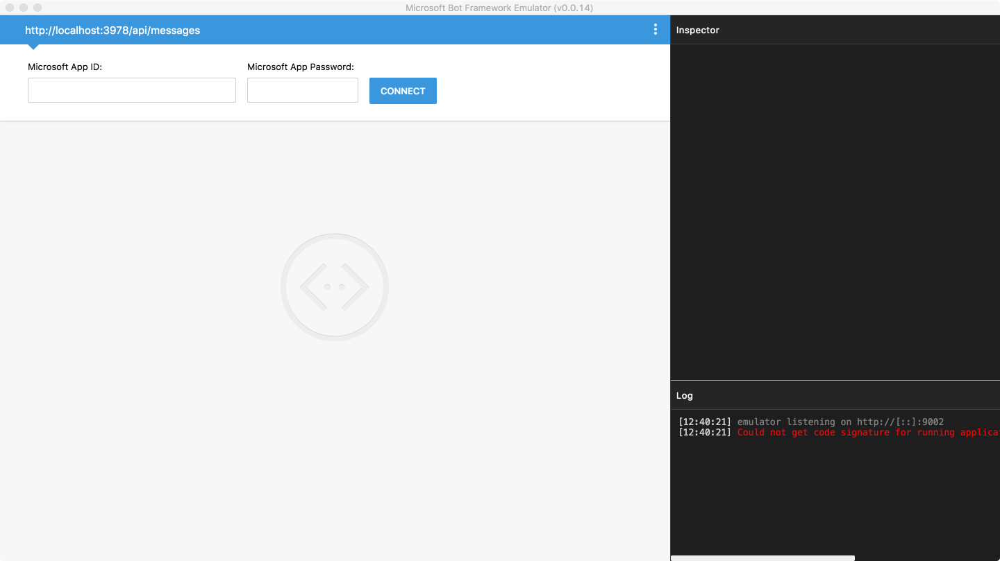 Microsoft Bot Framework Emulator (v0.0.14)
http://localhost:3978/api/messages
Microsoft App ID:
Microsoft App Password:
CONNECT
Inspector
Log
[12:40:21] emulator listening on http://[::]:9002
[12:40:21] Could not get code signature for running